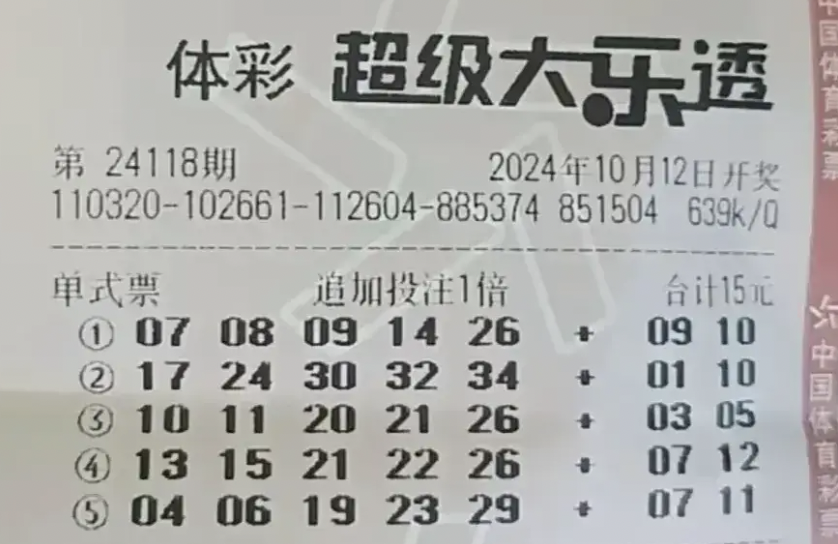 体彩 超级大乐透
第 24118期 2024年10月12日开奖
110320-102661-112604-885374 851504 639k/Q
单式票 追加投注1倍 合计15元
① 07 08 09 14 26 + 09 10
② 17 24 30 32 34 + 01 10
③ 10 11 20 21 26 + 03 05
④ 13 15 21 22 26 + 07 12
⑤ 04 06 19 23 29 + 07 11
中国体育彩票
中国体育彩票